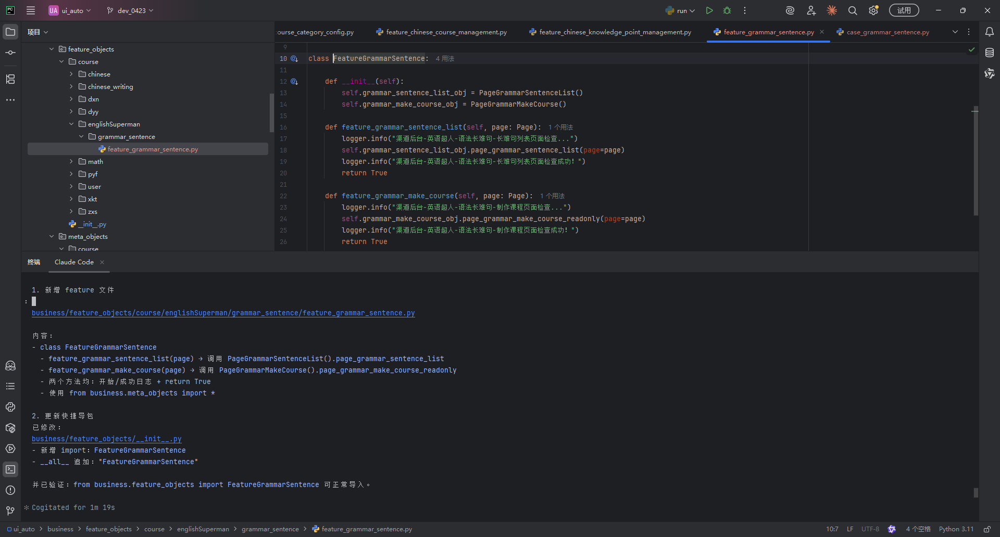 PC
UA ui_auto
dev_0423
run
试用
项目
feature_objects
course
chinese
chinese_writing
dxn
dyy
englishSuperman
grammar_sentence
feature_grammar_sentence.py
math
pyf
user
xkt
zxs
__init__.py
meta_objects
course
ourse_category_config.py
feature_chinese_course_management.py
feature_chinese_knowledge_point_management.py
feature_grammar_sentence.py
case_grammar_sentence.py
9
10 class FeatureGrammarSentence: 4 用法
11
12 def __init__(self):
13 self.grammar_sentence_list_obj = PageGrammarSentenceList()
14 self.grammar_make_course_obj = PageGrammarMakeCourse()
15
16 def feature_grammar_sentence_list(self, page: Page): 1 个用法
17 logger.info("渠道后台-英语超人-语法长难句-长难句列表页面检查...")
18 self.grammar_sentence_list_obj.page_grammar_sentence_list(page=page)
19 logger.info("渠道后台-英语超人-语法长难句-长难句列表页面检查成功！")
20 return True
21
22 def feature_grammar_make_course(self, page: Page): 1 个用法
23 logger.info("渠道后台-英语超人-语法长难句-制作课程页面检查...")
24 self.grammar_make_course_obj.page_grammar_make_course_readonly(page=page)
25 logger.info("渠道后台-英语超人-语法长难句-制作课程页面检查成功！")
26 return True
终端 Claude Code
1. 新增 feature 文件
:
business/feature_objects/course/englishSuperman/grammar_sentence/feature_grammar_sentence.py
内容：
- class FeatureGrammarSentence
- feature_grammar_sentence_list(page) → 调用 PageGrammarSentenceList().page_grammar_sentence_list
- feature_grammar_make_course(page) → 调用 PageGrammarMakeCourse().page_grammar_make_course_readonly
- 两个方法均：开始/成功日志 + return True
- 使用 from business.meta_objects import *
2. 更新快捷导包
已修改：
business/feature_objects/__init__.py
- 新增 import：FeatureGrammarSentence
- __all__ 追加："FeatureGrammarSentence"
并已验证：from business.feature_objects import FeatureGrammarSentence 可正常导入。
✻ Cogitated for 1m 19s
ui_auto > business > feature_objects > course > englishSuperman > grammar_sentence > feature_grammar_sentence.py
10:7 LF UTF-8 4 个空格 Python 3.11